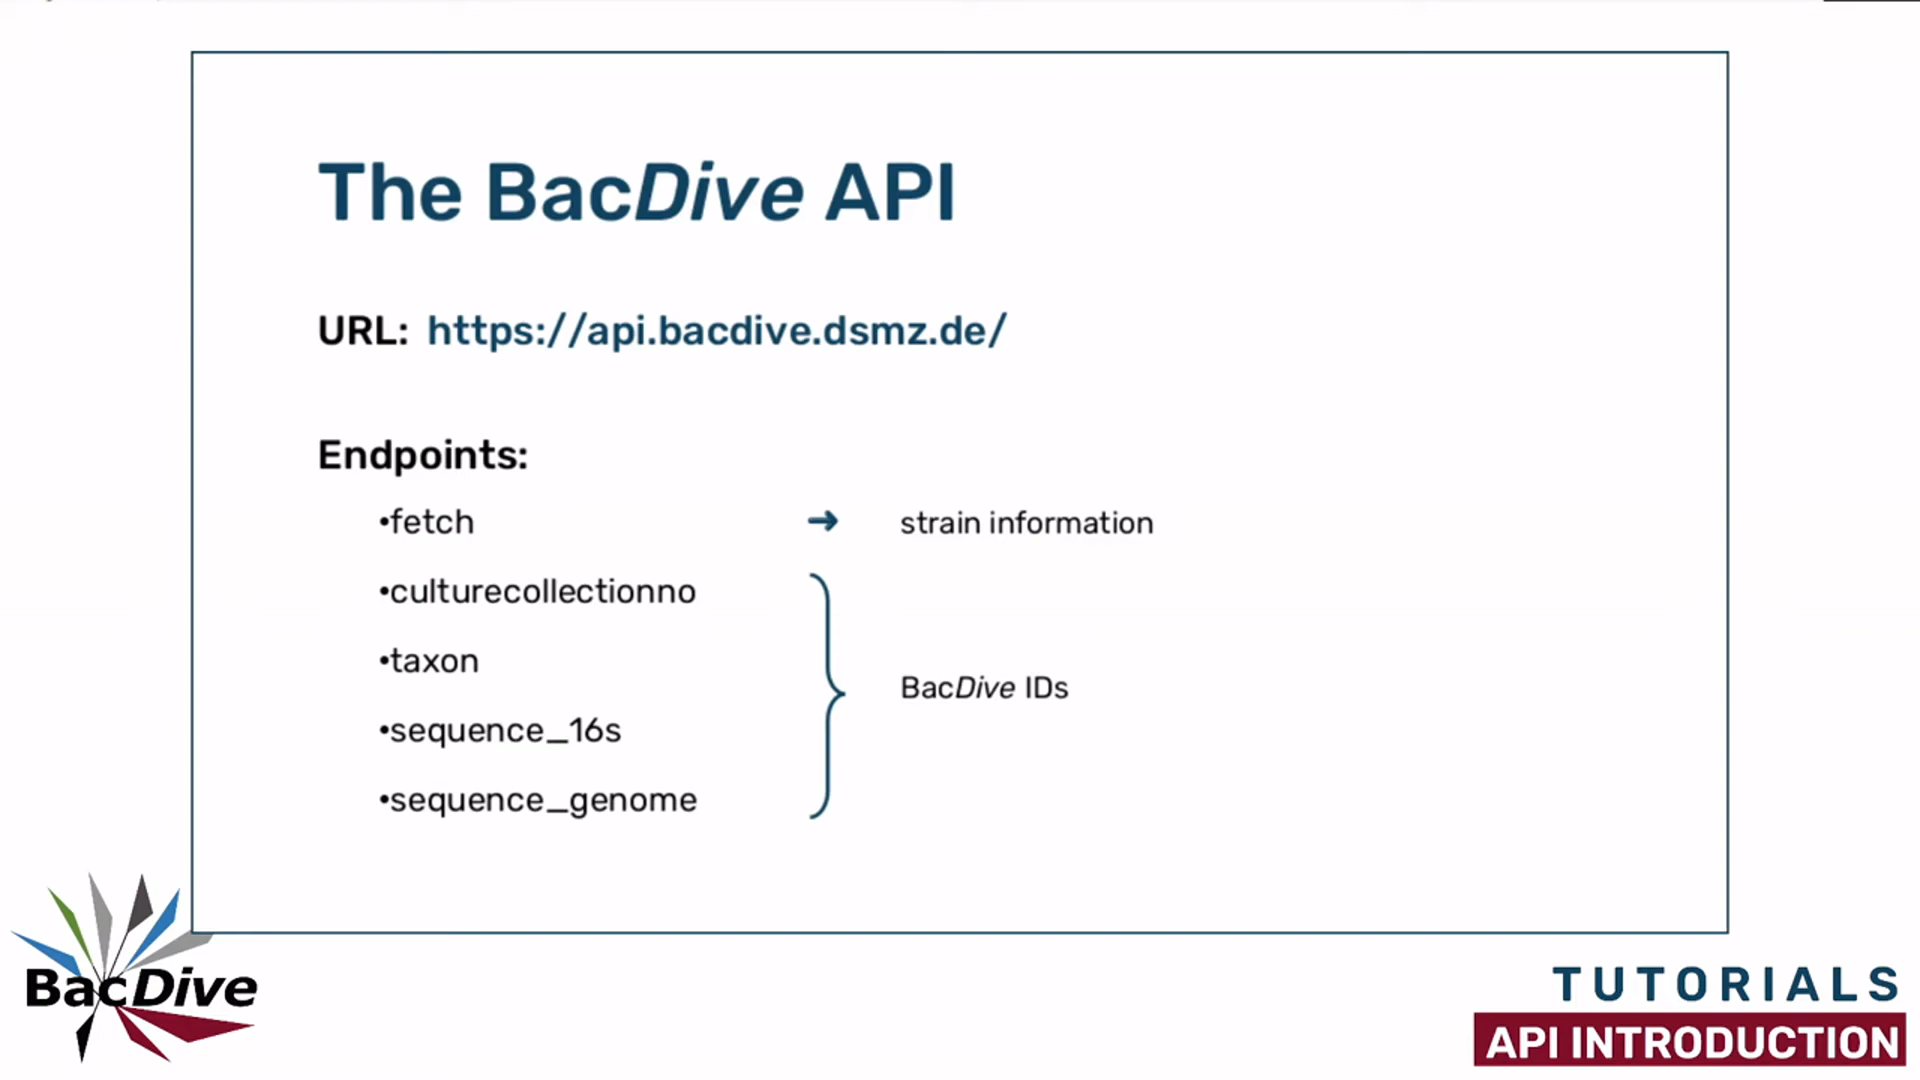 The BacDive API
URL: https://api.bacdive.dsmz.de/
Endpoints:
•fetch ➜ strain information
•culturecollectionno
•taxon
BacDive IDs
•sequence_16s
•sequence_genome
BacDive
TUTORIALS
API INTRODUCTION